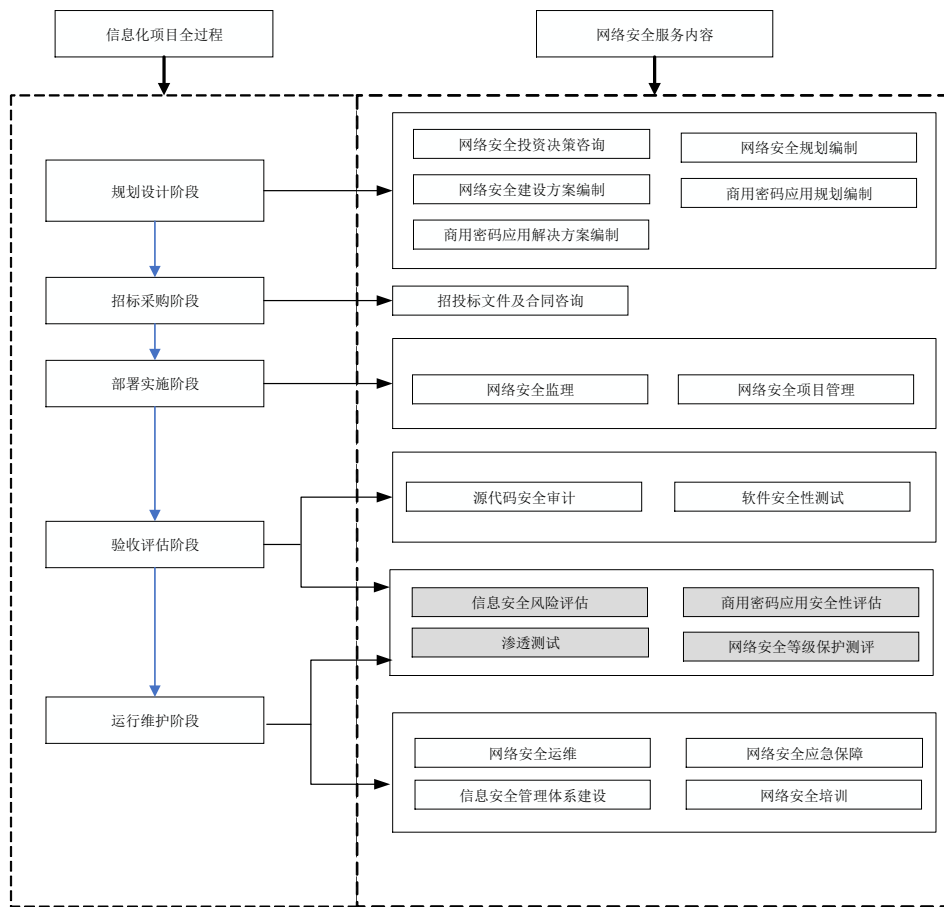 信息化项目全过程
网络安全服务内容
规划设计阶段
网络安全投资决策咨询
网络安全规划编制
网络安全建设方案编制
商用密码应用规划编制
商用密码应用解决方案编制
招标采购阶段
招投标文件及合同咨询
部署实施阶段
网络安全监理
网络安全项目管理
验收评估阶段
源代码安全审计
软件安全性测试
信息安全风险评估
商用密码应用安全性评估
渗透测试
网络安全等级保护测评
运行维护阶段
网络安全运维
网络安全应急保障
信息安全管理体系建设
网络安全培训